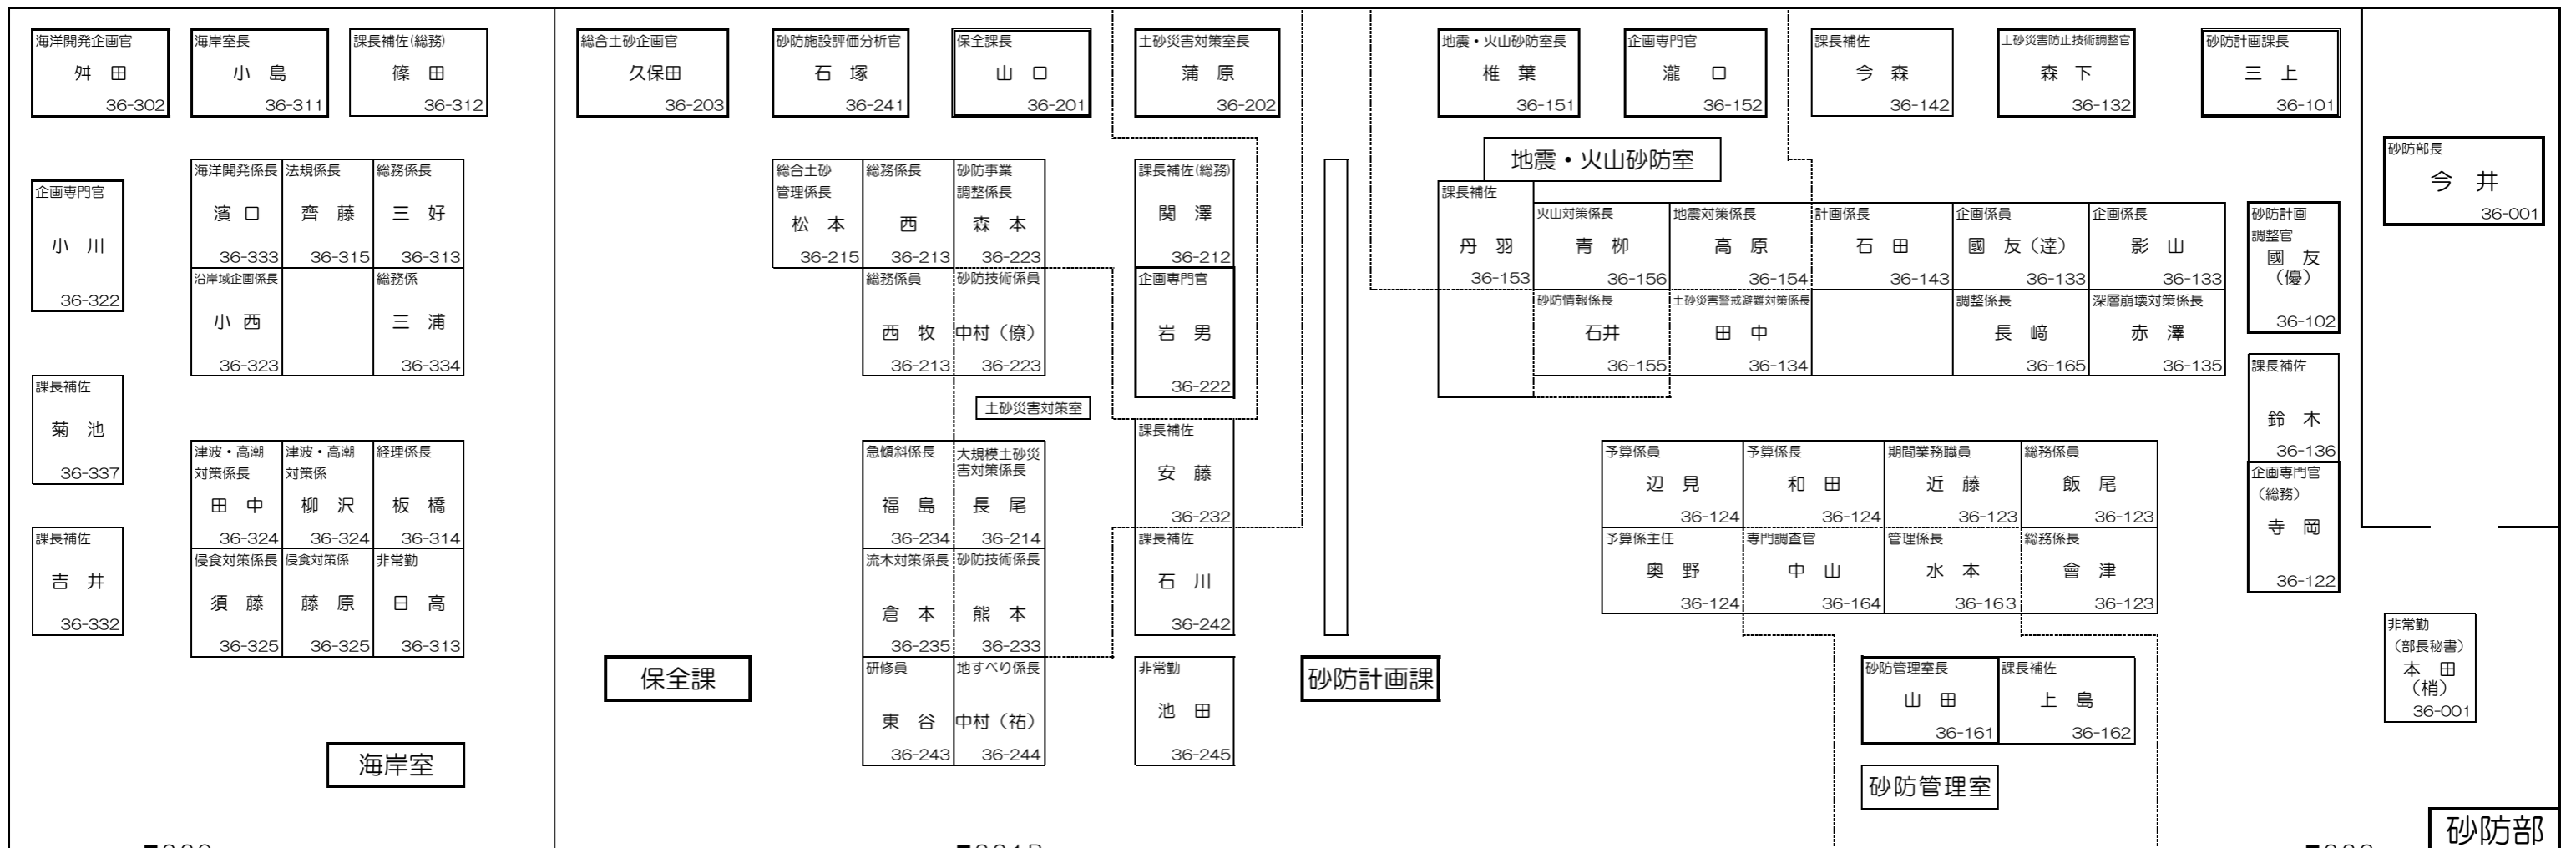 海洋開発企画官
舛 田
36-302
海岸室長
小 島
36-311
課長補佐(総務)
篠 田
36-312
総合土砂企画官
久保田
36-203
砂防施設評価分析官
石 塚
36-241
保全課長
山 口
36-201
土砂災害対策室長
蒲 原
36-202
地震・火山砂防室長
椎 葉
36-151
企画専門官
瀧 口
36-152
課長補佐
今 森
36-142
土砂災害防止技術調整官
森 下
36-132
砂防計画課長
三 上
36-101
企画専門官
小 川
36-322
課長補佐
菊 池
36-337
課長補佐
吉 井
36-332
海洋開発係長
濱 口
36-333
法規係長
齊 藤
36-315
総務係長
三 好
36-313
沿岸域企画係長
小 西
36-323
総務係
三 浦
36-334
津波・高潮
対策係長
田 中
36-324
津波・高潮
対策係
柳 沢
36-324
経理係長
板 橋
36-314
侵食対策係長
須 藤
36-325
侵食対策係
藤 原
36-325
非常勤
日 高
36-313
海岸室
総合土砂
管理係長
松 本
36-215
総務係長
西
36-213
砂防事業
調整係長
森 本
36-223
総務係員
西 牧
36-213
砂防技術係員
中村（僚）
36-223
土砂災害対策室
急傾斜係長
福 島
36-234
大規模土砂災
害対策係長
長 尾
36-214
流木対策係長
倉 本
36-235
砂防技術係長
熊 本
36-233
研修員
東 谷
36-243
地すべり係長
中村（祐）
36-244
保全課
課長補佐(総務)
関 澤
36-212
企画専門官
岩 男
36-222
課長補佐
安 藤
36-232
課長補佐
石 川
36-242
非常勤
池 田
36-245
砂防計画課
地震・火山砂防室
課長補佐
丹 羽
36-153
火山対策係長
青 栁
36-156
地震対策係長
高 原
36-154
計画係長
石 田
36-143
企画係員
國 友（達）
36-133
企画係長
影 山
36-133
砂防情報係長
石井
36-155
土砂災害警戒避難対策係長
田 中
36-134
調整係長
長 﨑
36-165
深層崩壊対策係長
赤 澤
36-135
予算係員
辺 見
36-124
予算係長
和 田
36-124
期間業務職員
近 藤
36-123
総務係員
飯 尾
36-123
予算係主任
奥 野
36-124
専門調査官
中 山
36-164
管理係長
水 本
36-163
総務係長
會 津
36-123
砂防管理室長
山 田
36-161
課長補佐
上 島
36-162
砂防管理室
砂防計画
調整官
國 友
（優）
36-102
課長補佐
鈴 木
36-136
企画専門官
（総務）
寺 岡
36-122
砂防部長
今 井
36-001
非常勤
（部長秘書）
本 田
（梢）
36-001
砂防部